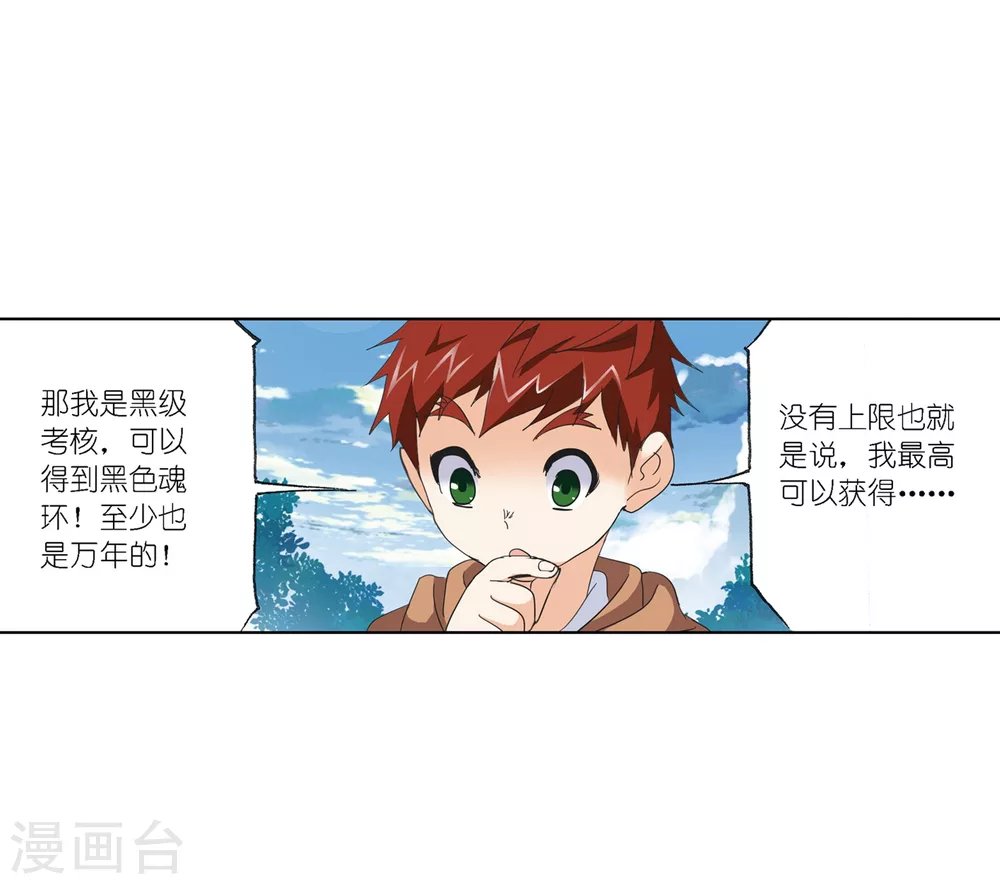 那我是黑级
考核，可以
得到黑色魂
环！至少也
是万年的！
没有上限也就
是说，我最高
可以获得……
漫画台